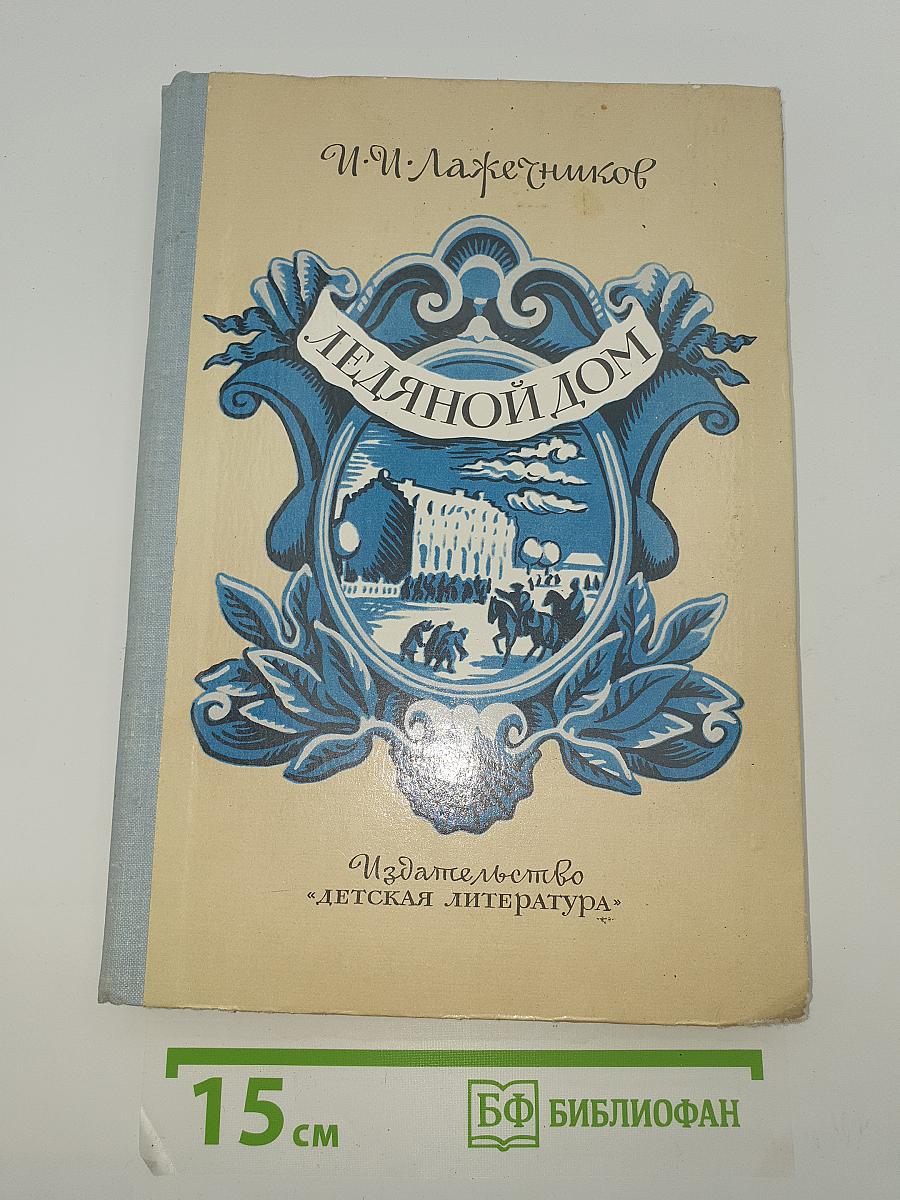 И·И·Лажечников
ЛЕДЯНОЙ ДОМ
Издательство
«ДЕТСКАЯ ЛИТЕРАТУРА»
15 см
БФ БИБЛИОФАН